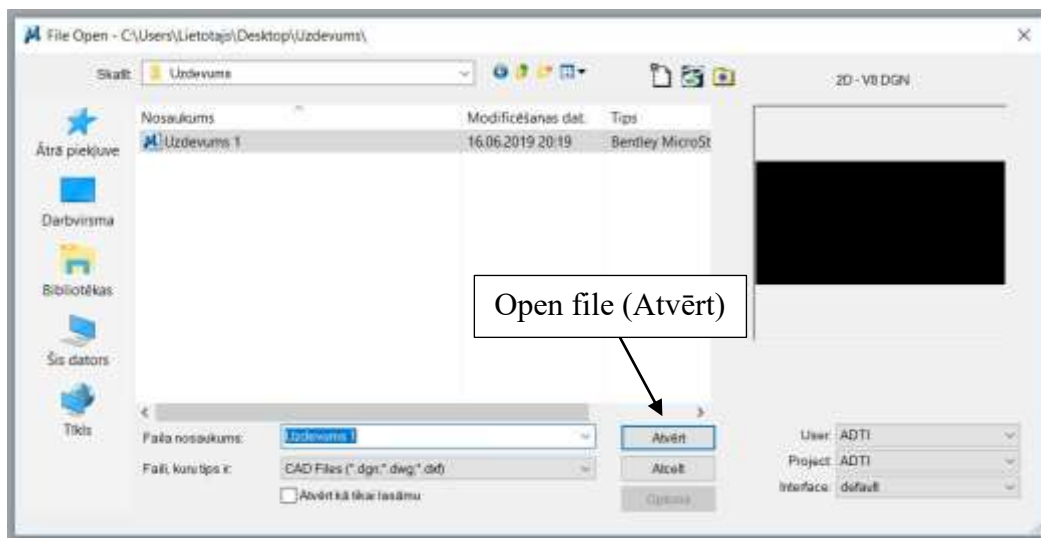 File Open - C:\Users\Lietotajs\Desktop\Uzdevums\
Skatīt: Uzdevums
2D - V8 DGN
Nosaukums Modificēšanas dat. Tips
Uzdevums 1 16.06.2019 20:19 Bentley MicroSt
Ātrā piekļuve
Darbvirsma
Bibliotēkas
Šis dators
Tīkls
Open file (Atvērt)
Faila nosaukums: Uzdevums 1 Atvērt
Faili, kuru tips ir: CAD Files (*.dgn;*.dwg;*.dxf) Atcelt
Atvērt kā tikai lasāmu Options
User: ADTI
Project: ADTI
Interface: default